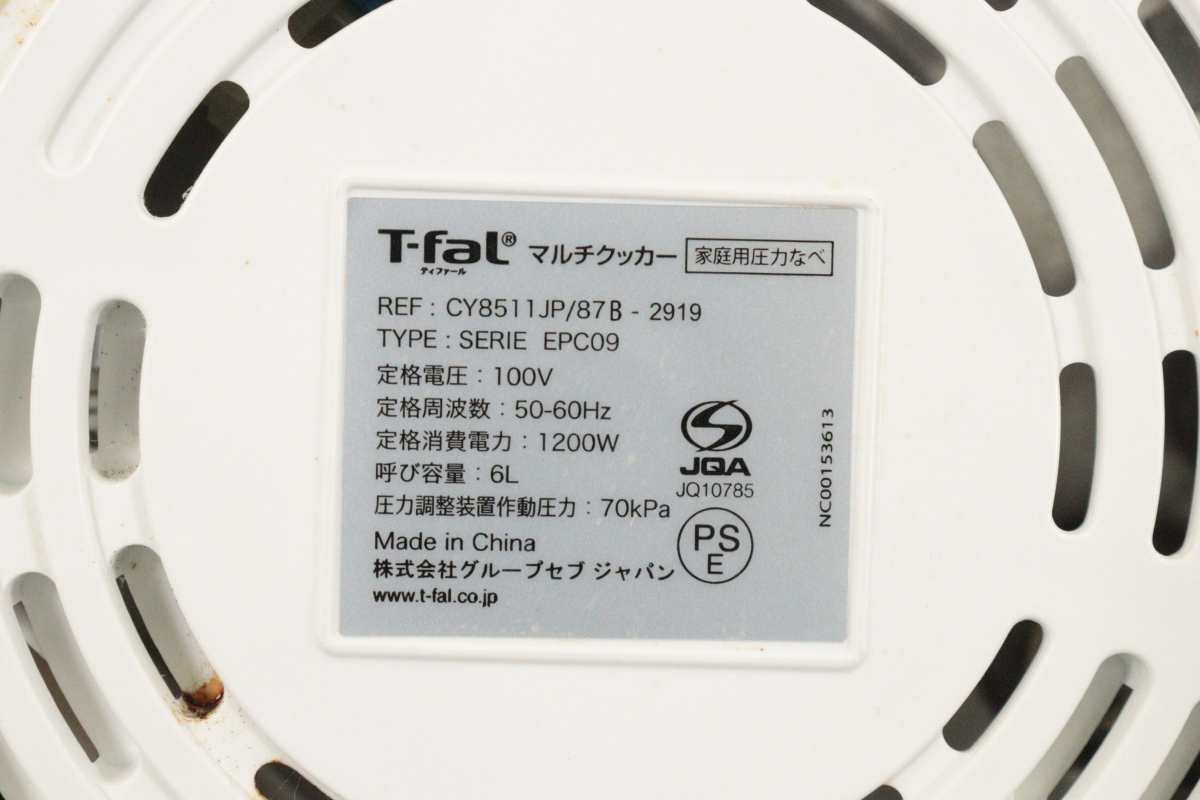 T-fal® マルチクッカー 家庭用圧力なべ
ティファール
REF : CY8511JP/87B - 2919
TYPE : SERIE EPC09
定格電圧 : 100V
定格周波数 : 50-60Hz
定格消費電力 : 1200W
呼び容量 : 6L
圧力調整装置作動圧力 : 70kPa
Made in China
株式会社グループセブ ジャパン
www.t-fal.co.jp
JQA
JQ10785
PS
E
NC00153613